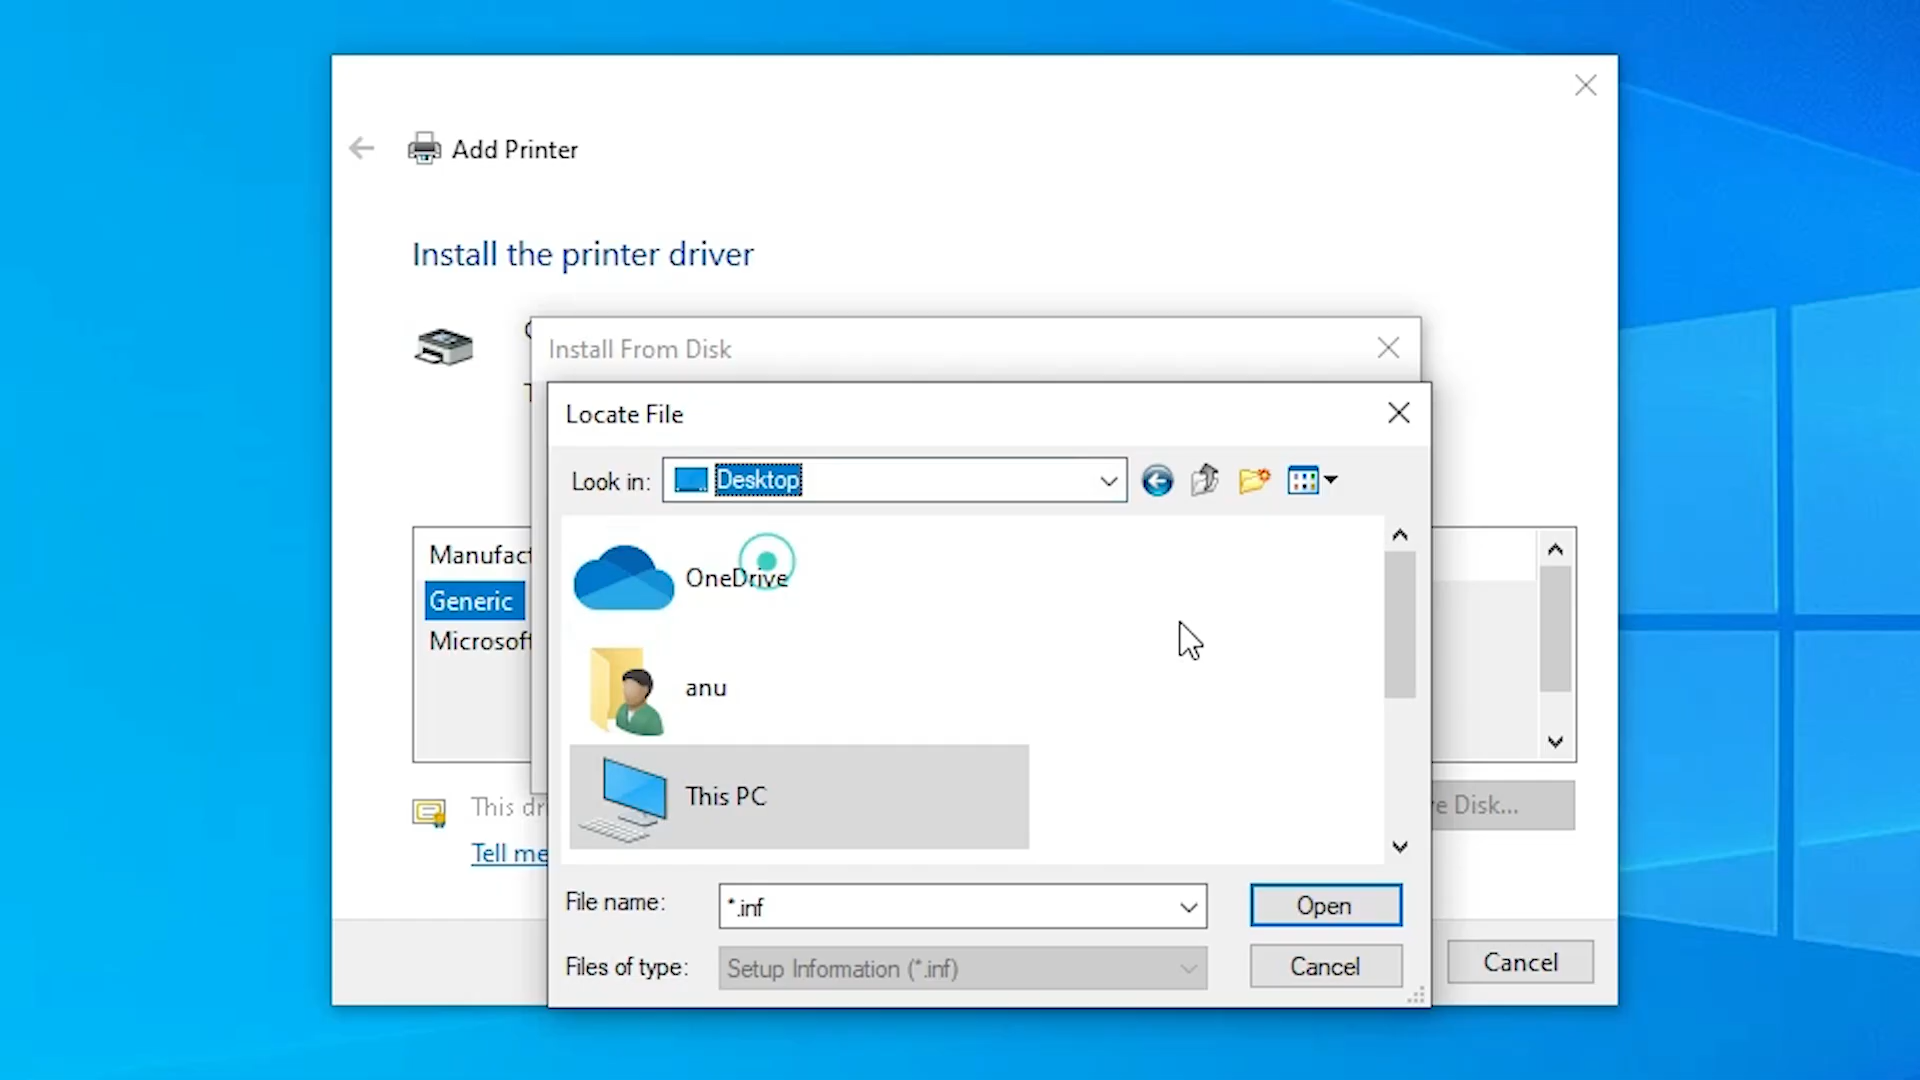 Add Printer
Install the printer driver
Install From Disk
Locate File
Look in: Desktop
OneDrive
anu
This PC
Manufact
Generic
Microsoft
This dri
Tell me
e Disk...
File name: *.inf
Open
Files of type: Setup Information (*.inf)
Cancel
Cancel